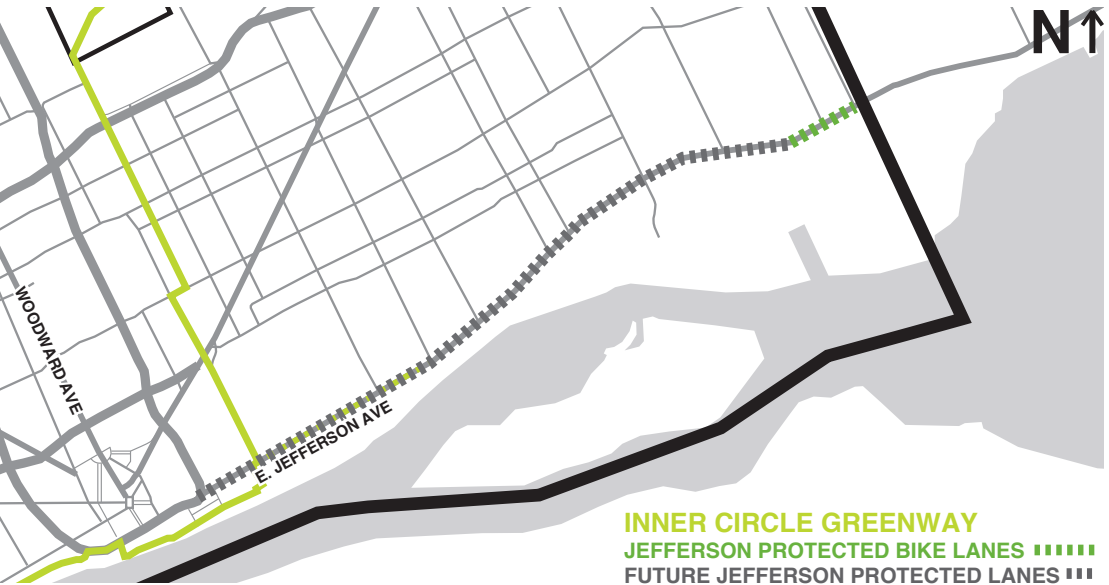 N
WOODWARD AVE
E. JEFFERSON AVE
INNER CIRCLE GREENWAY
JEFFERSON PROTECTED BIKE LANES
FUTURE JEFFERSON PROTECTED LANES